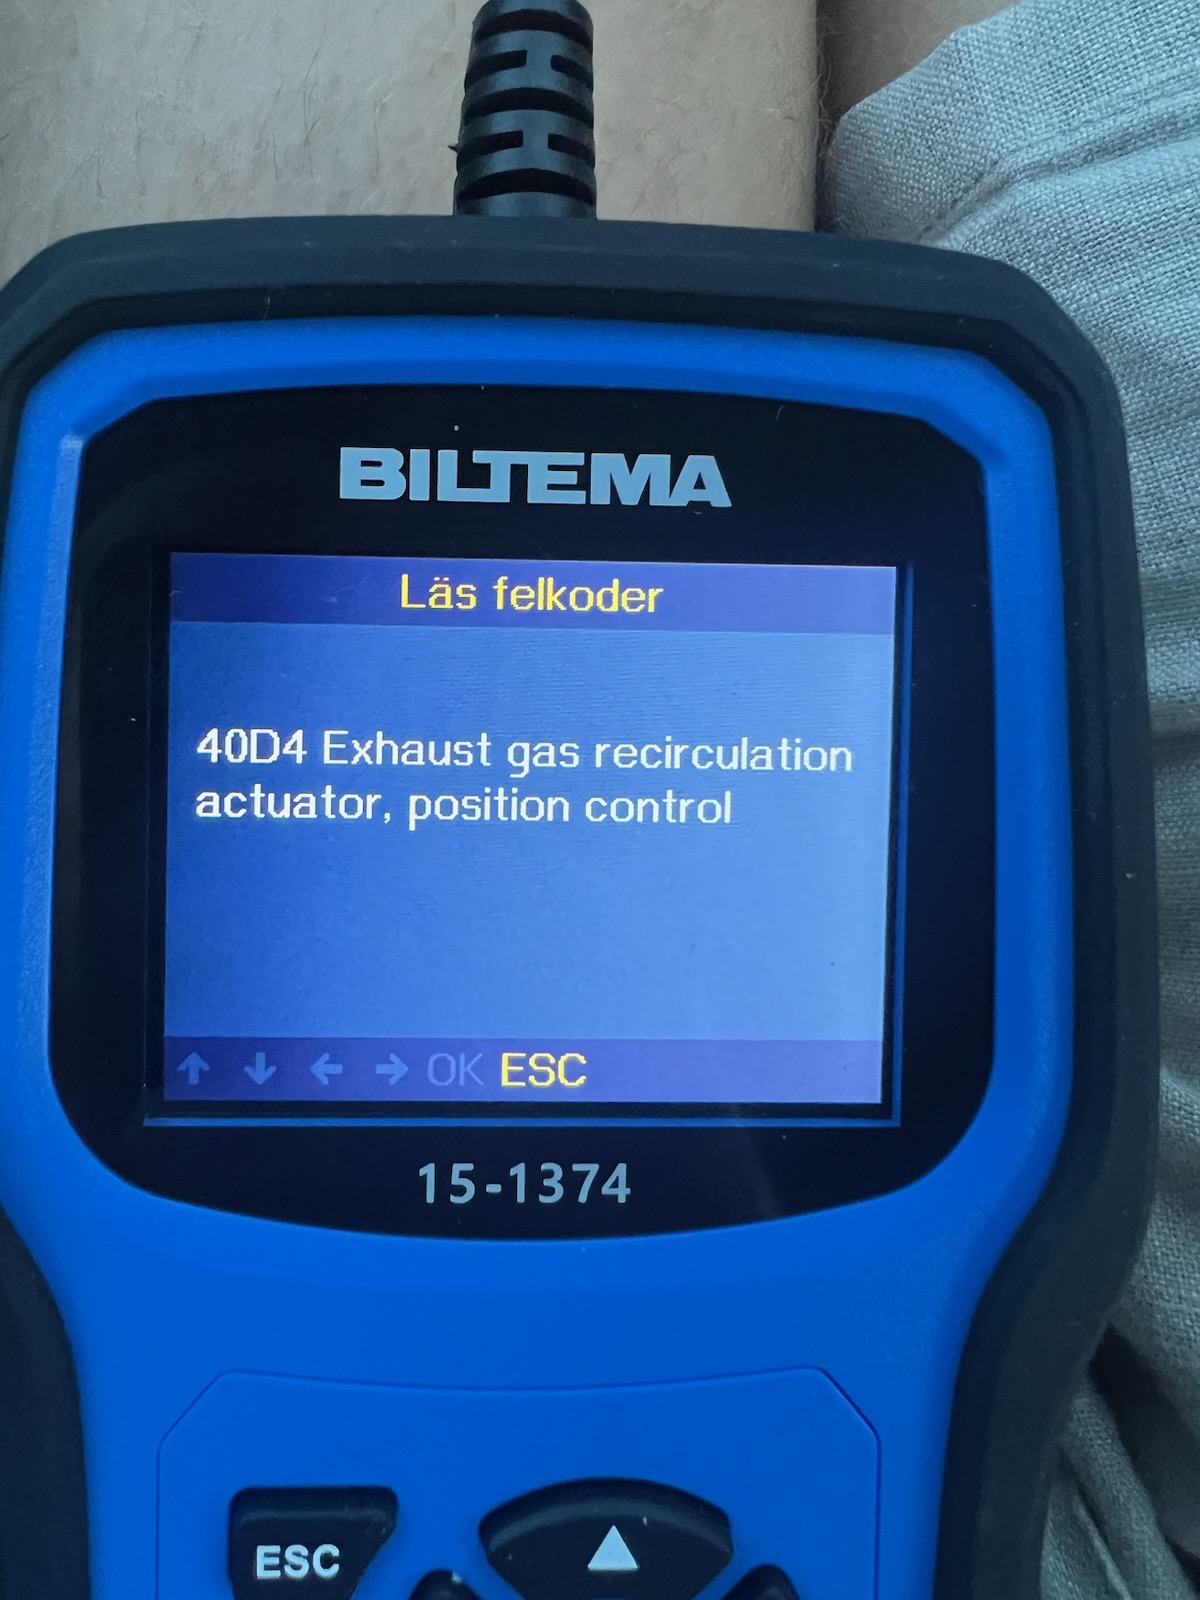 BILTEMA
Läs felkoder
40D4 Exhaust gas recirculation
actuator, position control
↑ ↓ ← → OK ESC
15-1374
ESC